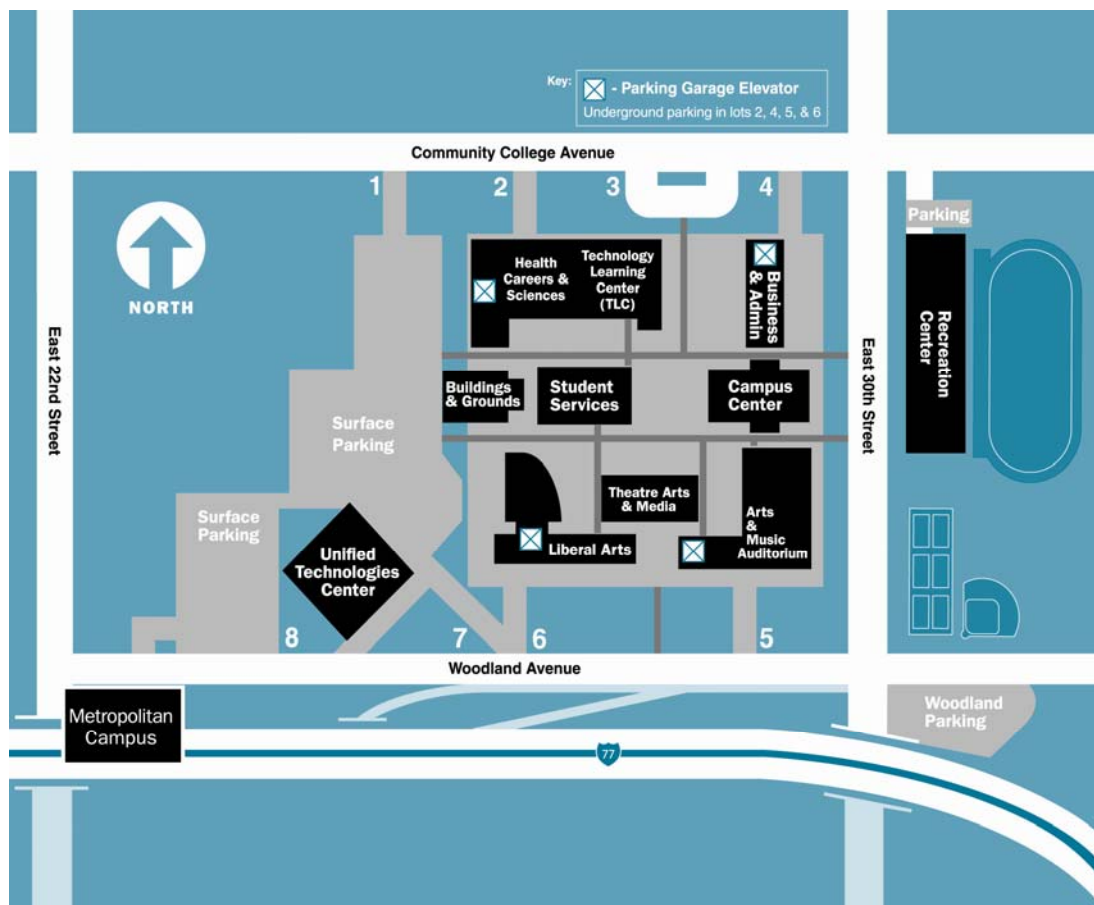 Key:
- Parking Garage Elevator
Underground parking in lots 2, 4, 5, & 6
Community College Avenue
1
2
3
4
Parking
NORTH
Health
Careers &
Sciences
Technology
Learning
Center
(TLC)
Business
& Admin
Recreation
Center
East 22nd Street
East 30th Street
Buildings
& Grounds
Student
Services
Campus
Center
Surface
Parking
Surface
Parking
Theatre Arts
& Media
Arts
&
Music
Auditorium
Liberal Arts
Unified
Technologies
Center
8
7
6
5
Woodland Avenue
Metropolitan
Campus
Woodland
Parking
77